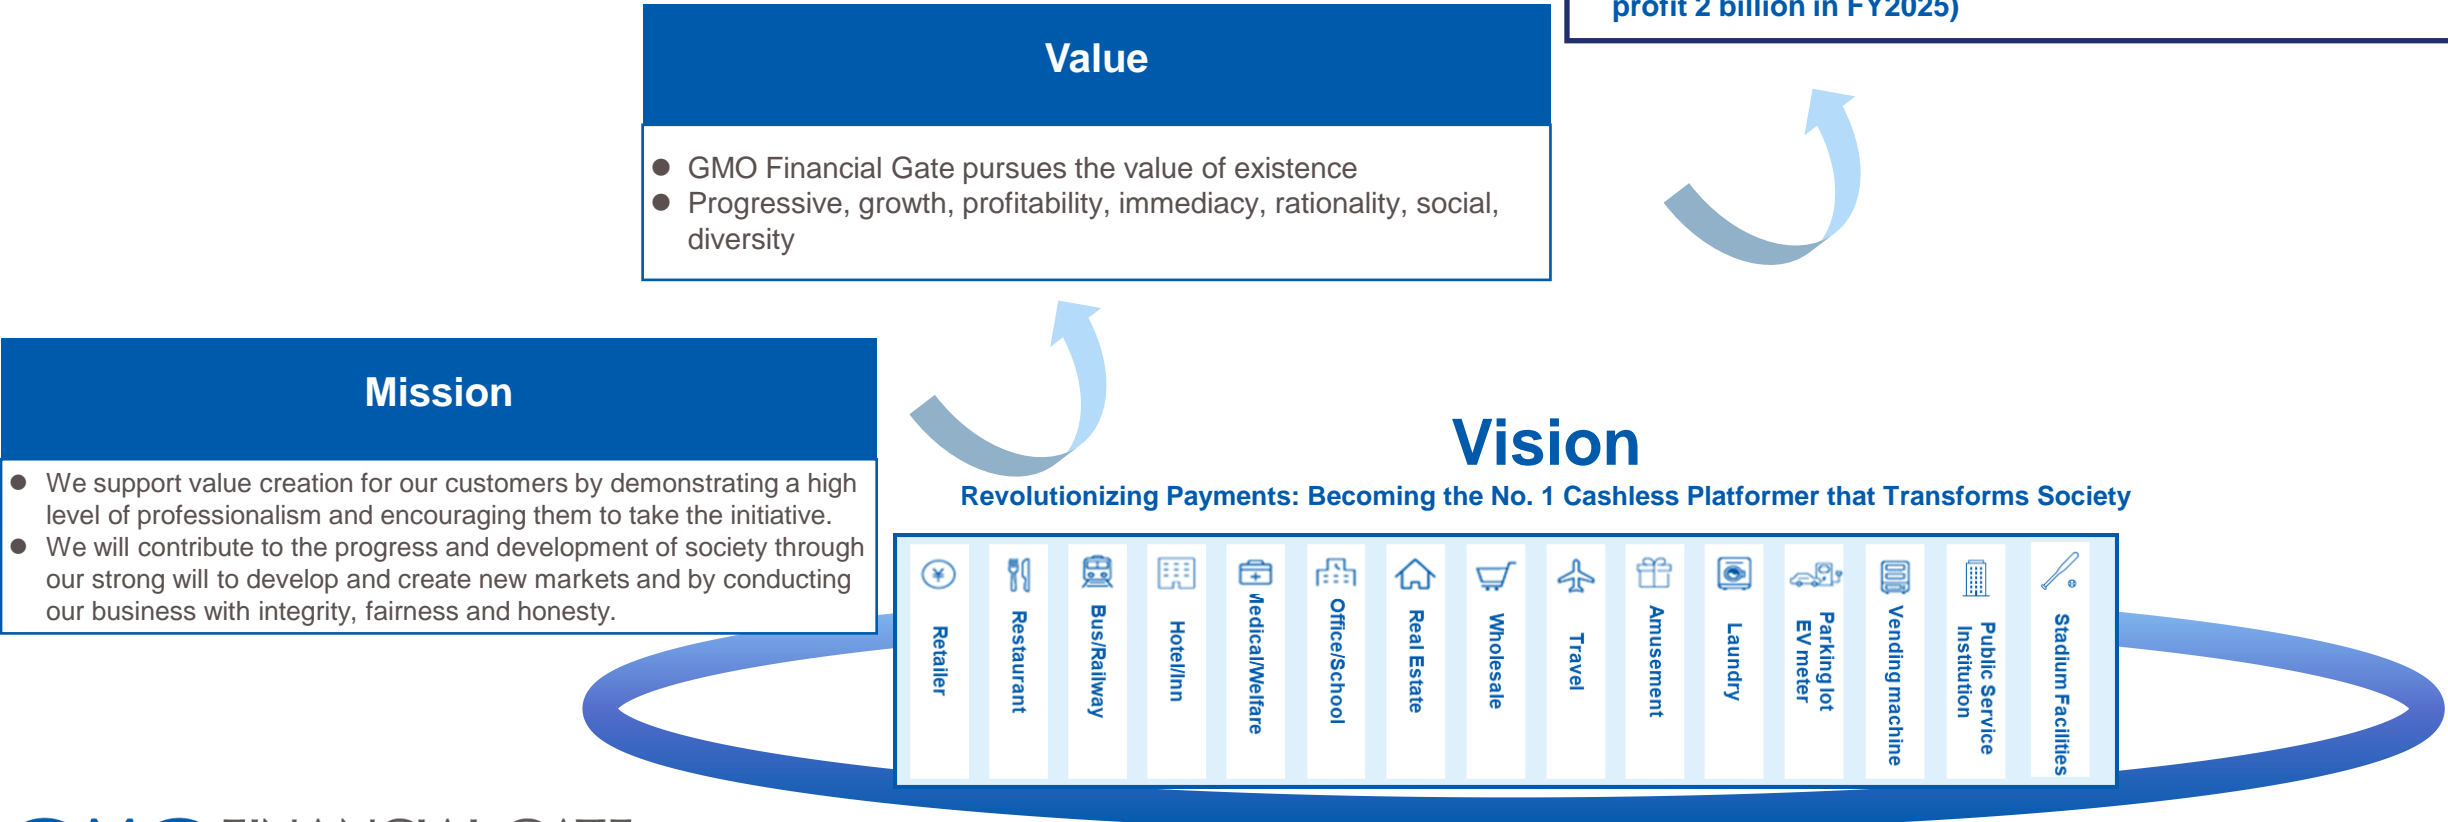 profit 2 billion in FY2025)
Value
● GMO Financial Gate pursues the value of existence
● Progressive, growth, profitability, immediacy, rationality, social,
diversity
Mission
● We support value creation for our customers by demonstrating a high
level of professionalism and encouraging them to take the initiative.
● We will contribute to the progress and development of society through
our strong will to develop and create new markets and by conducting
our business with integrity, fairness and honesty.
Vision
Revolutionizing Payments: Becoming the No. 1 Cashless Platformer that Transforms Society
Retailer
Restaurant
Bus/Railway
Hotel/Inn
Medical/Welfare
Office/School
Real Estate
Wholesale
Travel
Amusement
Laundry
Parking lot
EV meter
Vending machine
Public Service
Institution
Stadium Facilities
GMO FINANCIAL GATE